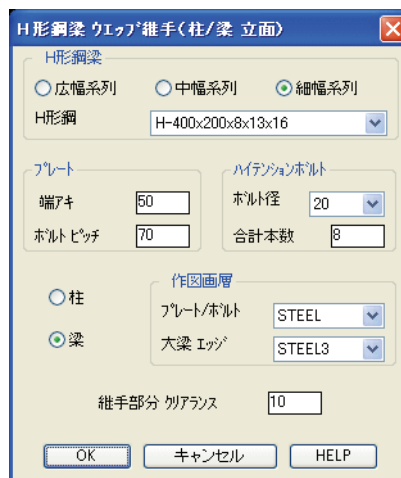 H形鋼梁 ｳｴｯﾌﾞ継手(柱/梁 立面)
H形鋼梁
広幅系列 中幅系列 細幅系列
H形鋼 H-400x200x8x13x16
ﾌﾟﾚｰﾄ ﾊｲﾃﾝｼｮﾝﾎﾞﾙﾄ
端ｱｷ 50 ﾎﾞﾙﾄ径 20
ﾎﾞﾙﾄ ﾋﾟｯﾁ 70 合計本数 8
作図画層
柱 ﾌﾟﾚｰﾄ/ﾎﾞﾙﾄ STEEL
梁 大梁 ｴｯｼﾞ STEEL3
継手部分 ｸﾘｱﾗﾝｽ 10
OK キャンセル HELP